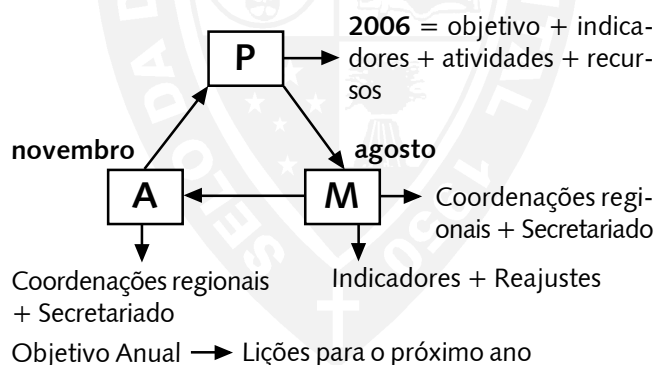 2006 = objetivo + indica-
P
dores + atividades + recur-
sos
novembro
agosto
A
M
Coordenações regi-
onais + Secretariado
Coordenações regionais
+ Secretariado
Indicadores + Reajustes
Objetivo Anual → Lições para o próximo ano